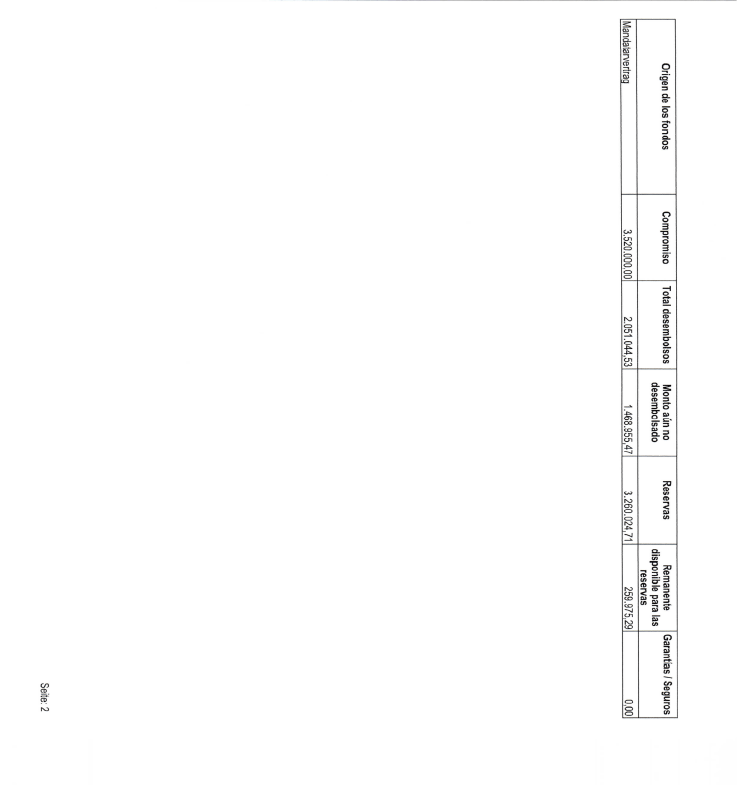 Origen de los fondos Compromiso Total desembolsos Monto aún no desembolsado Reservas Remanente disponible para las reservas Garantías / Seguros
Mandatarvertrag 3.520.000,00 2.051.044,53 1.468.955,47 3.260.024,71 259.975,29 0,00
Seite: 2